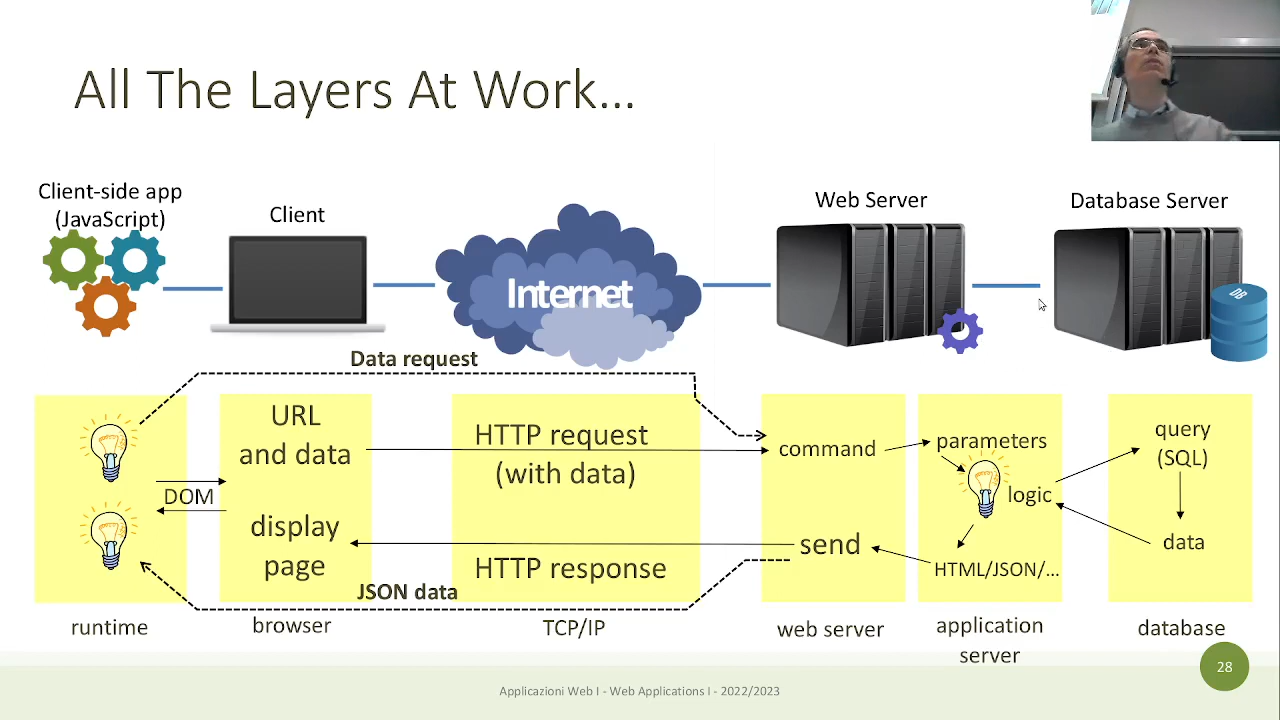 All The Layers At Work…
Client-side app
(JavaScript)
Client
Internet
Web Server
Database Server
DB
Data request
URL
and data
HTTP request
(with data)
command
parameters
logic
query
(SQL)
DOM
display
page
HTTP response
send
HTML/JSON/…
data
JSON data
runtime
browser
TCP/IP
web server
application
server
database
28
Applicazioni Web I - Web Applications I - 2022/2023